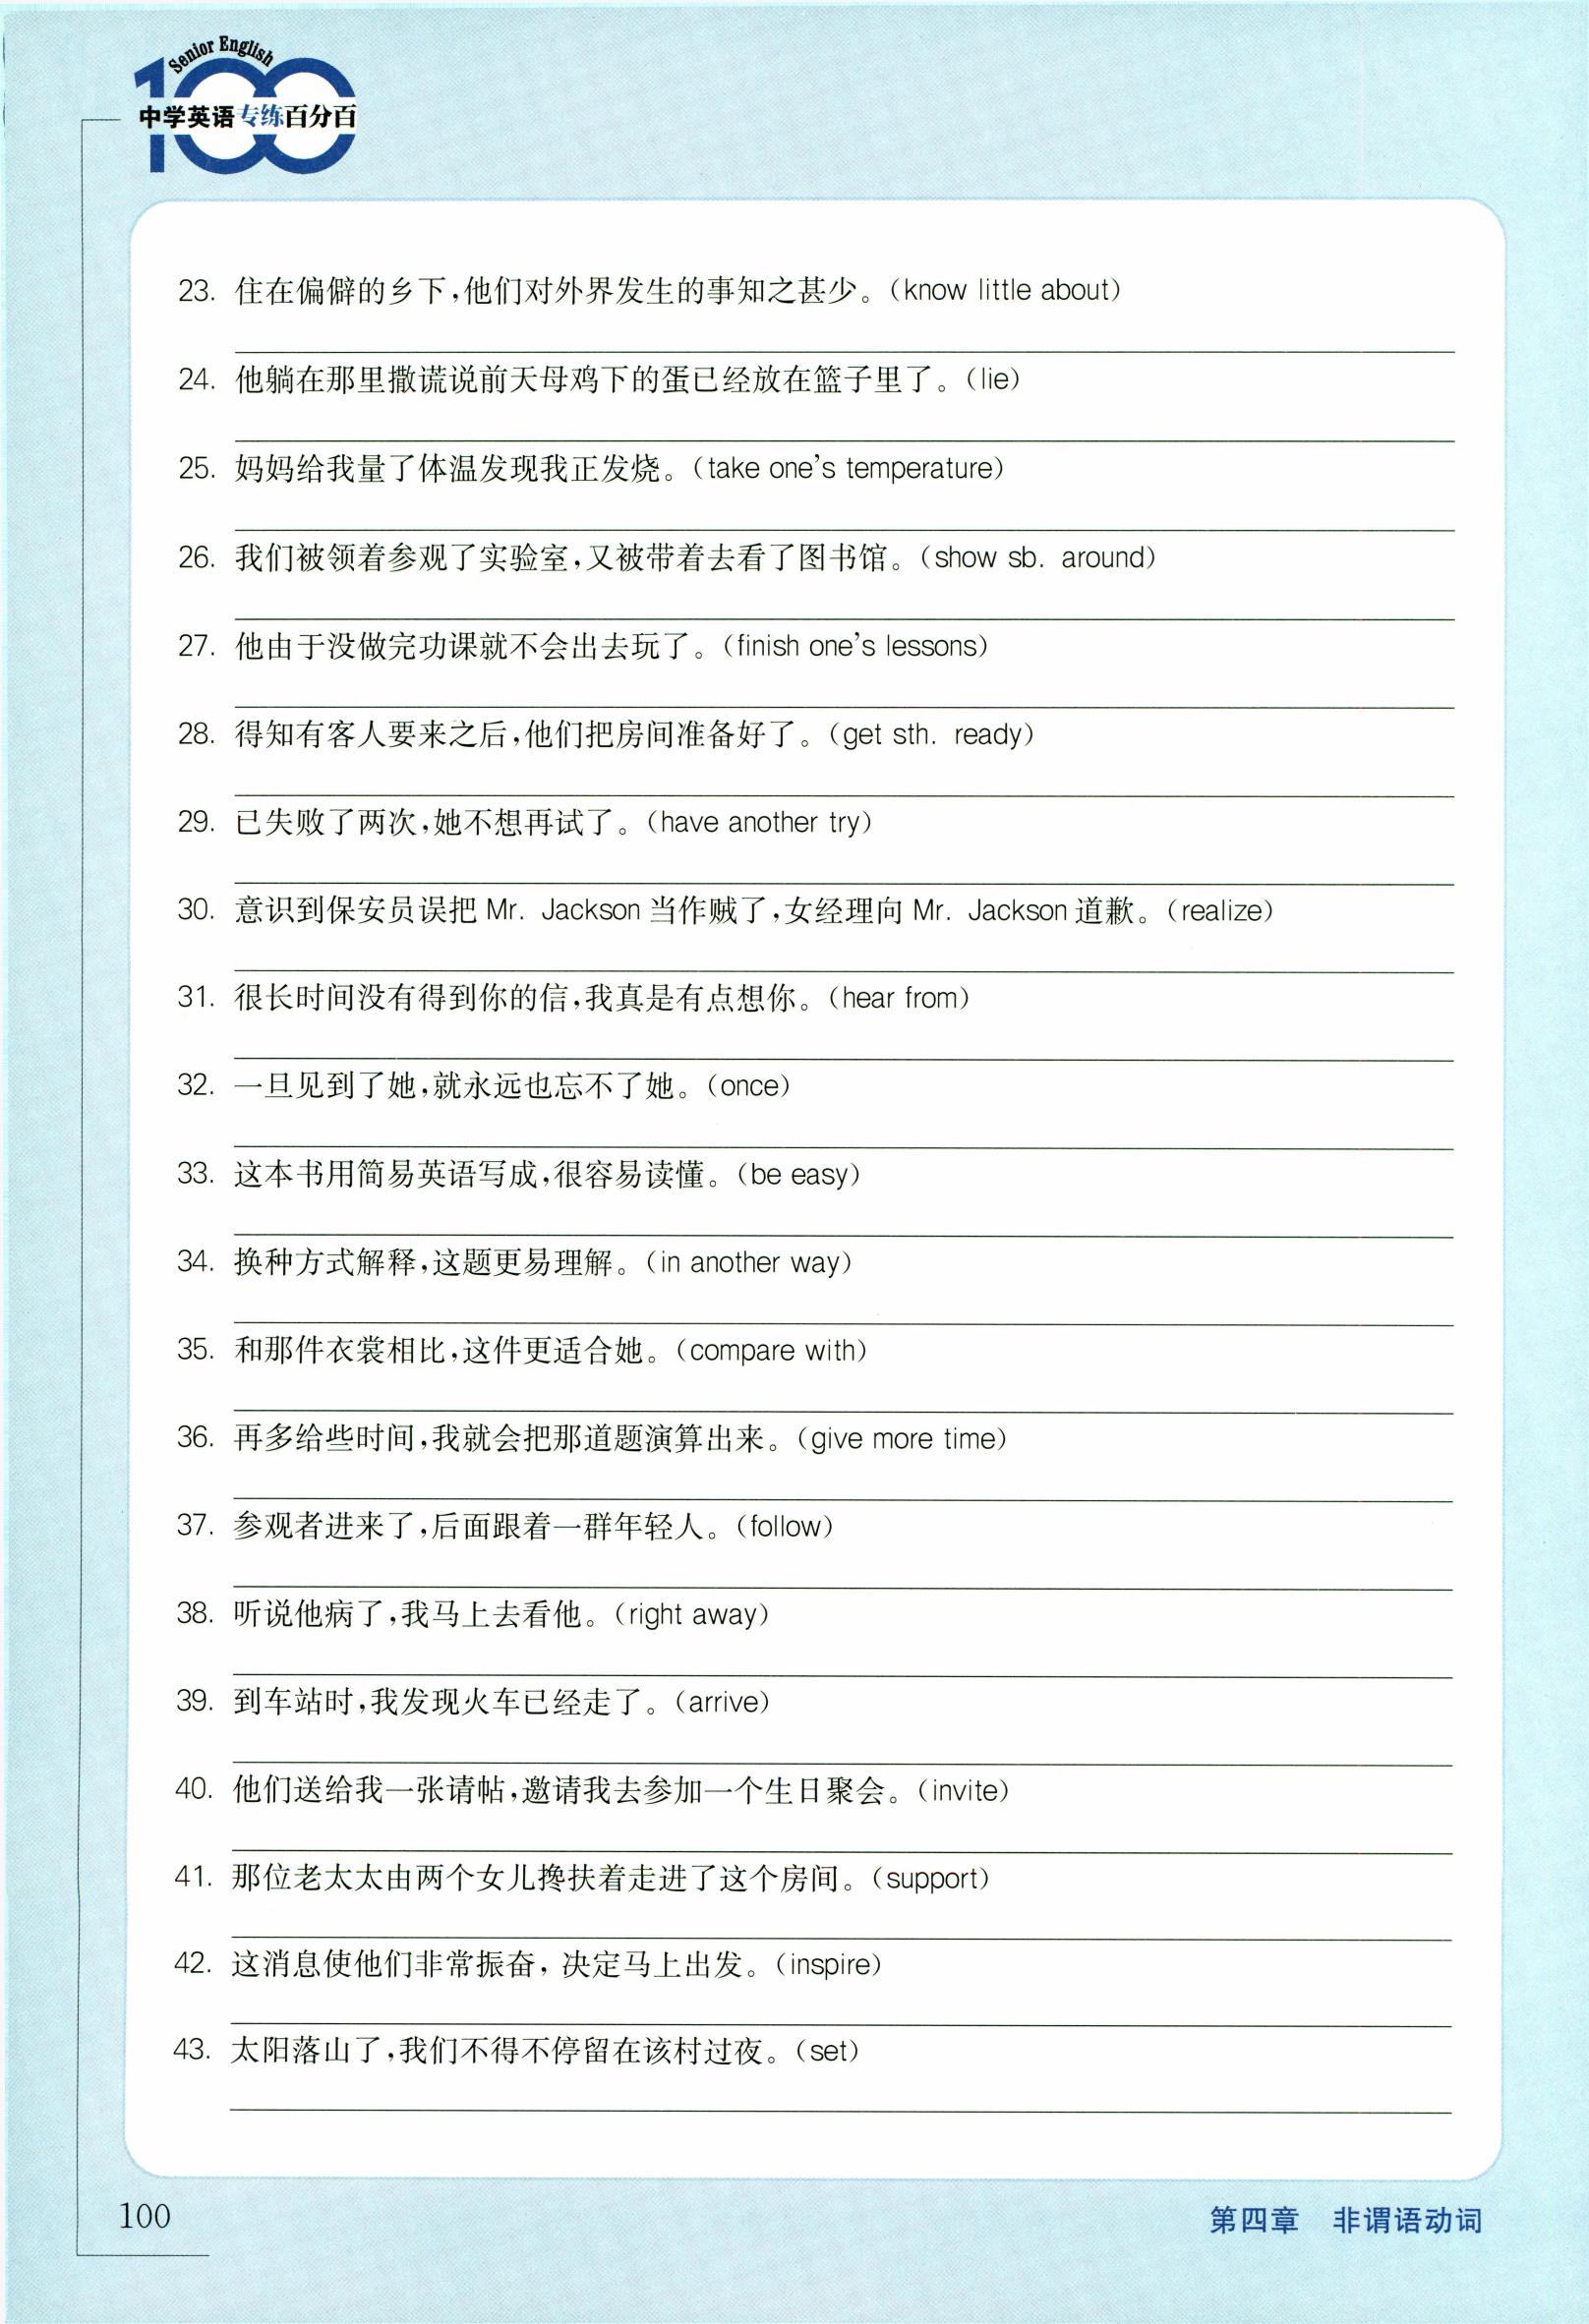 Senior English
中学英语专练百分百
23. 住在偏僻的乡下,他们对外界发生的事知之甚少。(know little about)
24. 他躺在那里撒谎说前天母鸡下的蛋已经放在篮子里了。(lie)
25. 妈妈给我量了体温发现我正发烧。(take one's temperature)
26. 我们被领着参观了实验室,又被带着去看了图书馆。(show sb. around)
27. 他由于没做完功课就不会出去玩了。(finish one's lessons)
28. 得知有客人要来之后,他们把房间准备好了。(get sth. ready)
29. 已失败了两次,她不想再试了。(have another try)
30. 意识到保安员误把 Mr. Jackson 当作贼了,女经理向 Mr. Jackson 道歉。(realize)
31. 很长时间没有得到你的信,我真是有点想你。(hear from)
32. 一旦见到了她,就永远也忘不了她。(once)
33. 这本书用简易英语写成,很容易读懂。(be easy)
34. 换种方式解释,这题更易理解。(in another way)
35. 和那件衣裳相比,这件更适合她。(compare with)
36. 再多给些时间,我就会把那道题演算出来。(give more time)
37. 参观者进来了,后面跟着一群年轻人。(follow)
38. 听说他病了,我马上去看他。(right away)
39. 到车站时,我发现火车已经走了。(arrive)
40. 他们送给我一张请帖,邀请我去参加一个生日聚会。(invite)
41. 那位老太太由两个女儿搀扶着走进了这个房间。(support)
42. 这消息使他们非常振奋, 决定马上出发。(inspire)
43. 太阳落山了,我们不得不停留在该村过夜。(set)
100
第四章 非谓语动词